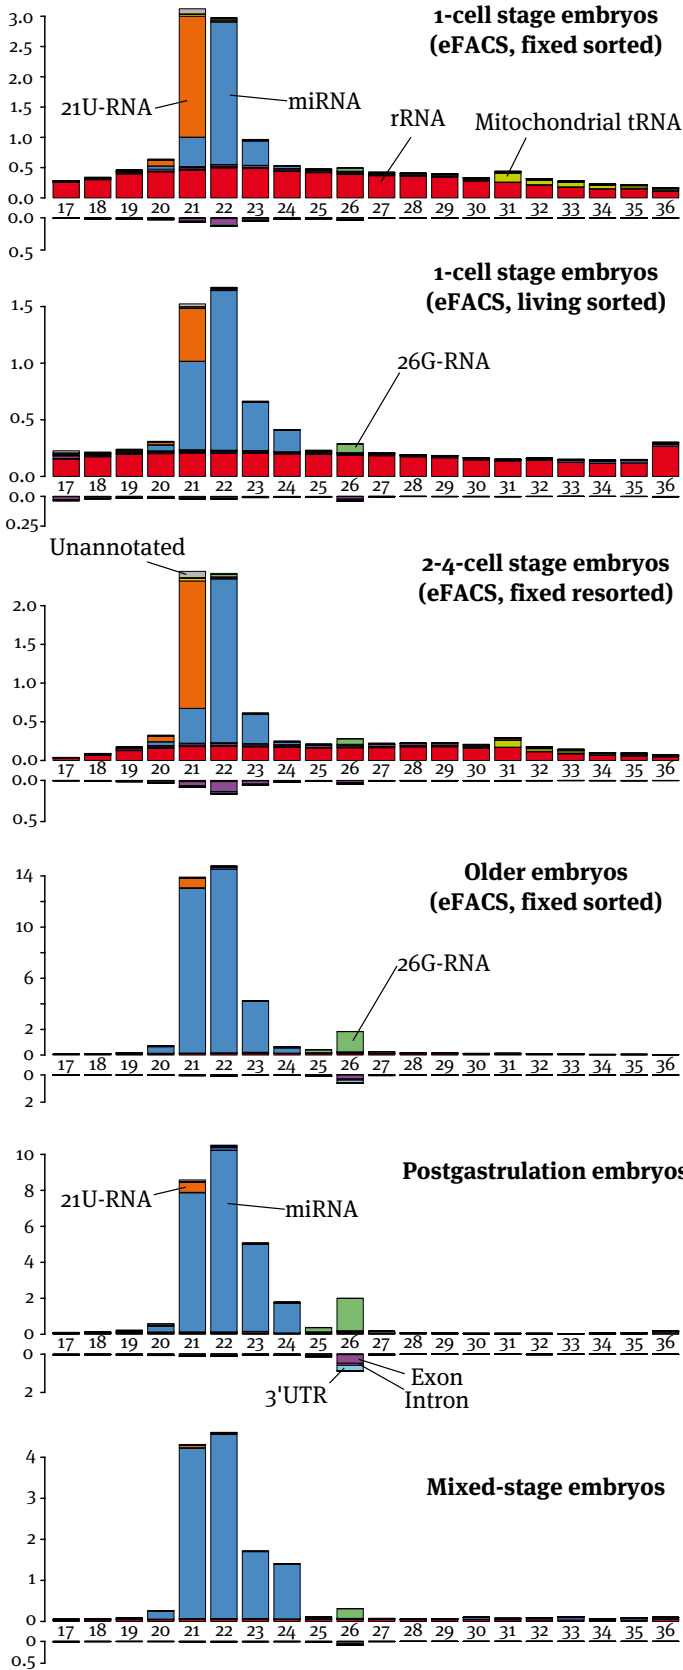 1-cell stage embryos
(eFACS, fixed sorted)
3.0
2.5
2.0
1.5
1.0
0.5
0.0
21U-RNA
miRNA
rRNA
Mitochondrial tRNA
17 18 19 20 21 22 23 24 25 26 27 28 29 30 31 32 33 34 35 36
0.0
0.5
1-cell stage embryos
(eFACS, living sorted)
1.5
1.0
0.5
0.0
26G-RNA
17 18 19 20 21 22 23 24 25 26 27 28 29 30 31 32 33 34 35 36
0.0
0.25
Unannotated
2-4-cell stage embryos
(eFACS, fixed resorted)
2.0
1.5
1.0
0.5
0.0
17 18 19 20 21 22 23 24 25 26 27 28 29 30 31 32 33 34 35 36
0.0
0.5
Older embryos
(eFACS, fixed sorted)
14
10
6
2
0
26G-RNA
17 18 19 20 21 22 23 24 25 26 27 28 29 30 31 32 33 34 35 36
0
2
Postgastrulation embryos
10
8
6
4
2
0
21U-RNA
miRNA
17 18 19 20 21 22 23 24 25 26 27 28 29 30 31 32 33 34 35 36
0
2
3'UTR
Exon
Intron
Mixed-stage embryos
4
3
2
1
0
17 18 19 20 21 22 23 24 25 26 27 28 29 30 31 32 33 34 35 36
0
0.5